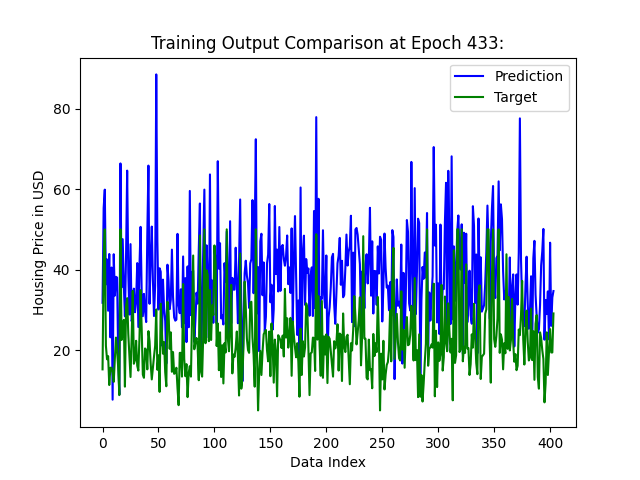 Training Output Comparison at Epoch 433:
Prediction
Target
Housing Price in USD
80
60
40
20
0 50 100 150 200 250 300 350 400
Data Index